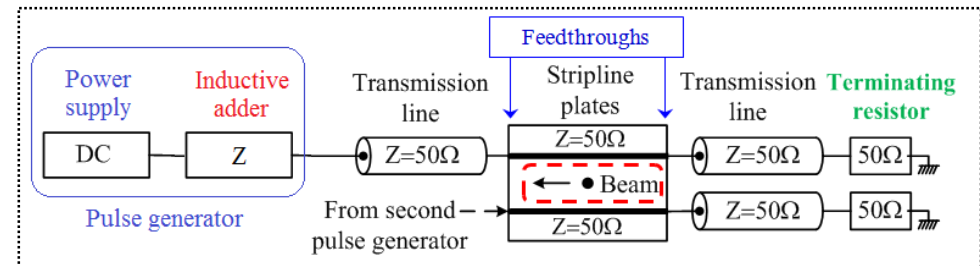 Feedthroughs
Power
supply
Inductive
adder
Transmission
line
Stripline
plates
Transmission
line
Terminating
resistor
DC
Z
Z=50Ω
Z=50Ω
Z=50Ω
50Ω
Beam
Pulse generator
From second
pulse generator
Z=50Ω
Z=50Ω
50Ω